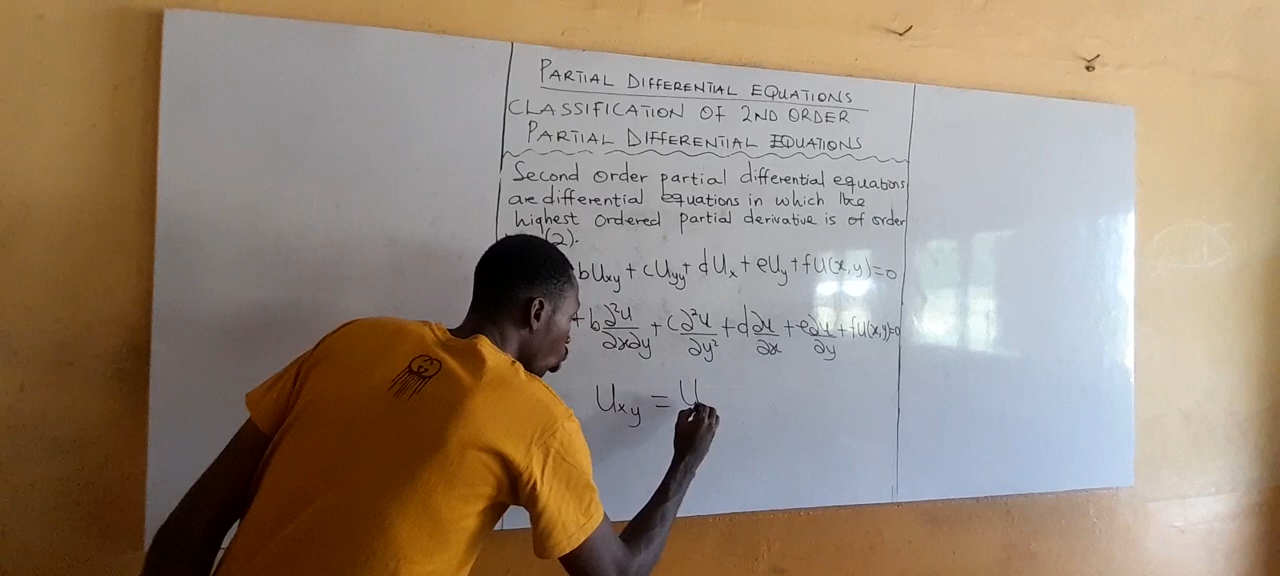 PARTIAL DIFFERENTIAL EQUATIONS
CLASSIFICATION OF 2ND ORDER
PARTIAL DIFFERENTIAL EQUATIONS
Second order partial differential equations
are differential equations in which the
highest ordered partial derivative is of order
(2).
bUxy + cUyy + dUx + eUy + fU(x,y)=0
+ b ∂²u/∂x∂y + c ∂²u/∂y² + d ∂u/∂x + e ∂u/∂y + fu(x,y)=0
Uxy = U